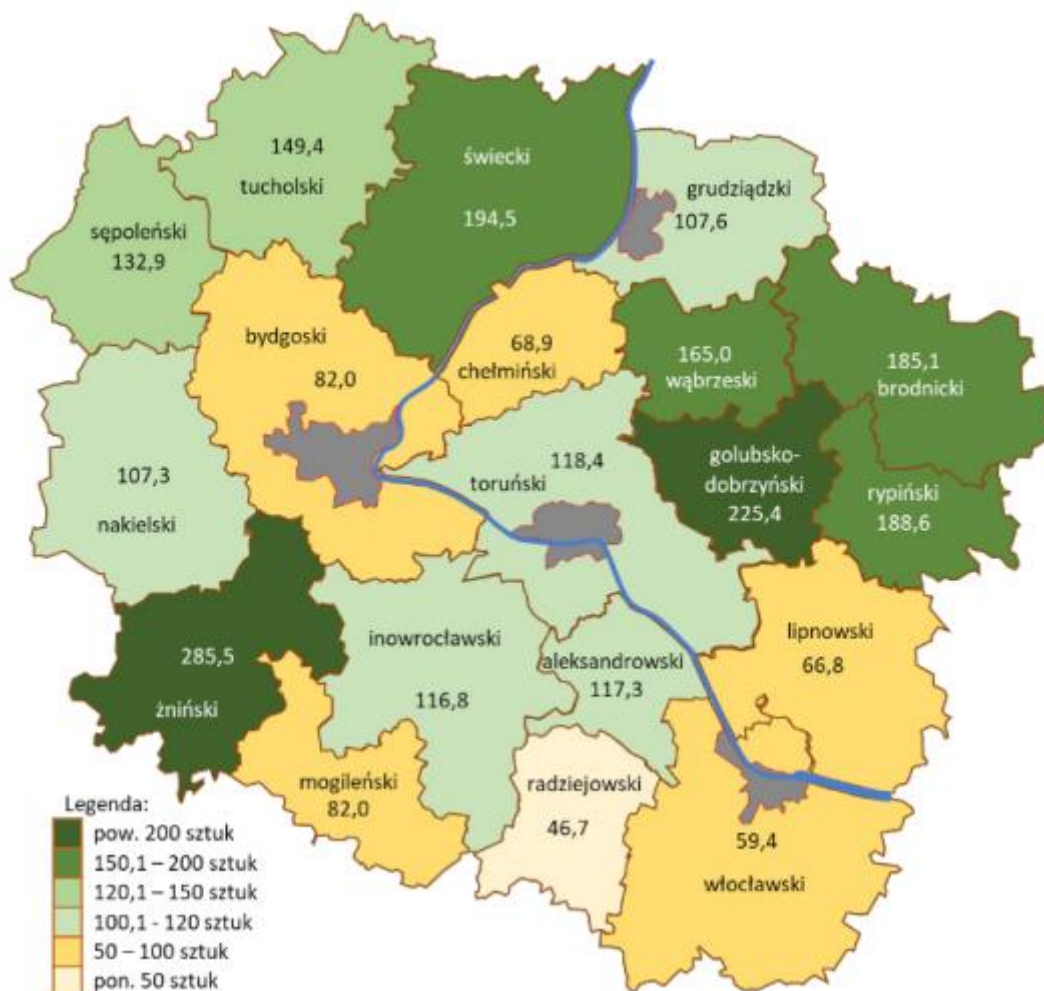 149,4
tucholski
świecki
194,5
grudziądzki
107,6
sępoleński
132,9
bydgoski
82,0
68,9
chełmiński
165,0
wąbrzeski
185,1
brodnicki
107,3
nakielski
118,4
toruński
golubsko-
dobrzyński
225,4
rypiński
188,6
inowrocławski
116,8
aleksandrowski
117,3
lipnowski
66,8
285,5
żniński
mogileński
82,0
radziejowski
46,7
59,4
włocławski
Legenda:
pow. 200 sztuk
150,1 – 200 sztuk
120,1 – 150 sztuk
100,1 - 120 sztuk
50 – 100 sztuk
pon. 50 sztuk